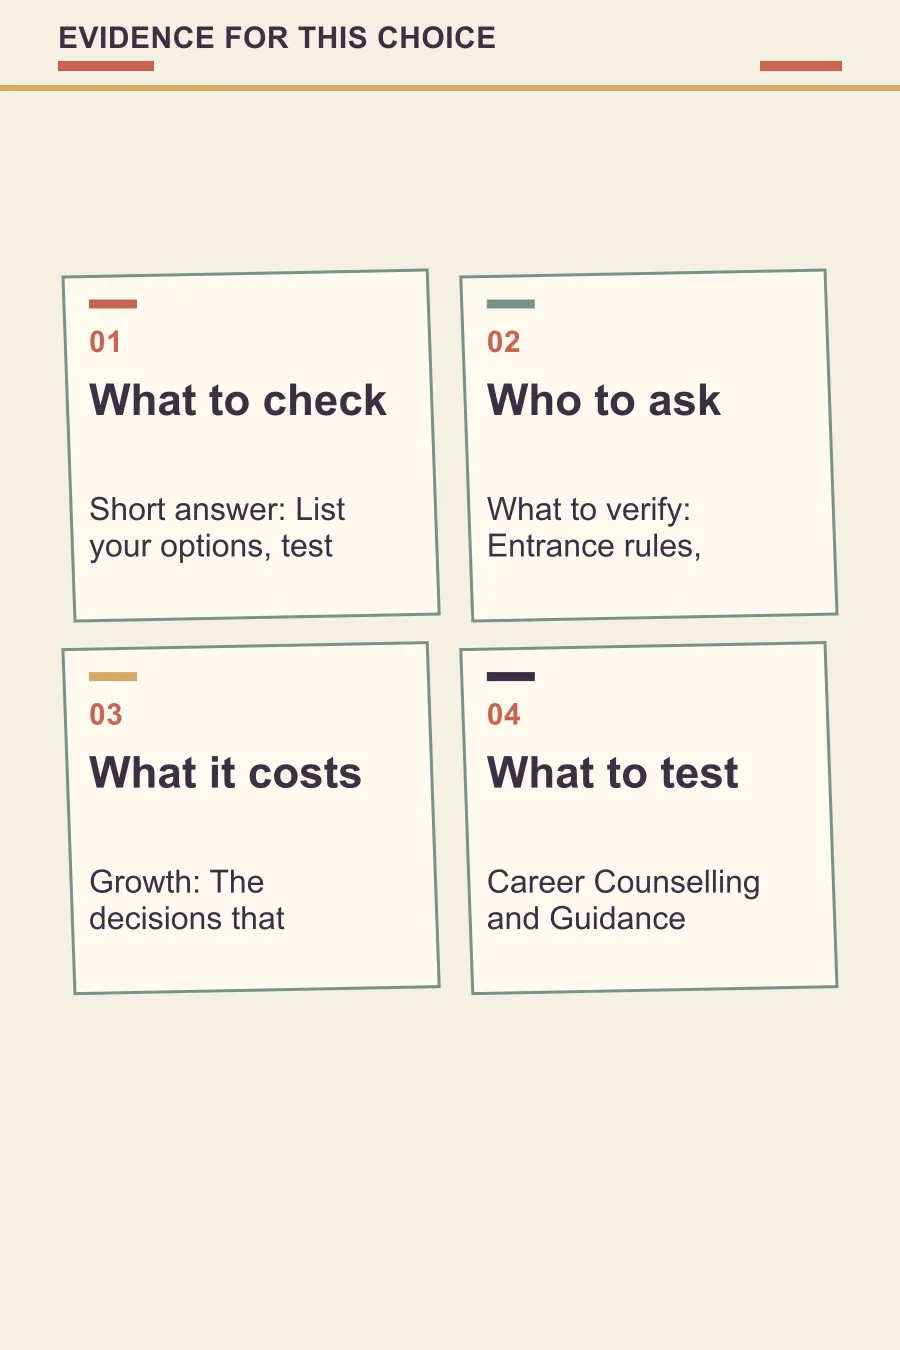 EVIDENCE FOR THIS CHOICE
01
What to check
Short answer: List
your options, test
02
Who to ask
What to verify:
Entrance rules,
03
What it costs
Growth: The
decisions that
04
What to test
Career Counselling
and Guidance